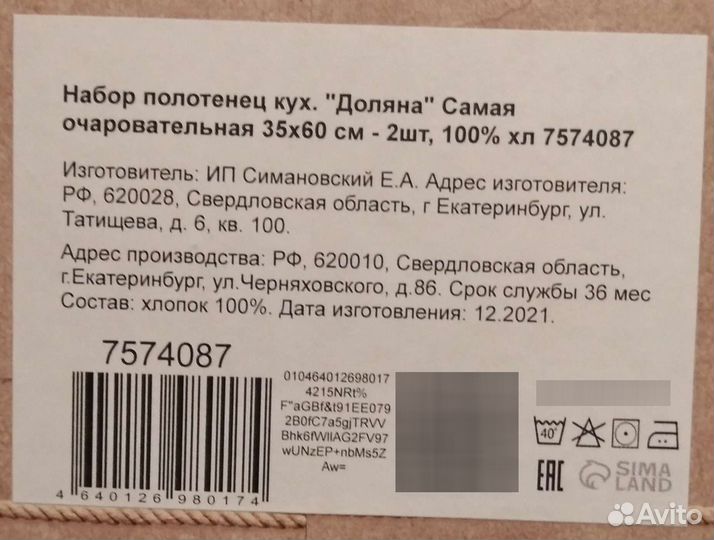 Набор полотенец кух. "Доляна" Самая
очаровательная 35х60 см - 2шт, 100% хл 7574087
Изготовитель: ИП Симановский Е.А. Адрес изготовителя:
РФ, 620028, Свердловская область, г Екатеринбург, ул.
Татищева, д. 6, кв. 100.
Адрес производства: РФ, 620010, Свердловская область,
г.Екатеринбург, ул.Черняховского, д.86. Срок службы 36 мес
Состав: хлопок 100%. Дата изготовления: 12.2021.
7574087
010464012698017
4215NRt%
F"aGBf&t91EE079
2B0fC7a5gjTRVV
Bhk6fWIIAG2FV97
wUNzEP+nbMs5Z
Aw=
4 640126 980174
40°
EAC
SIMA
LAND
Avito